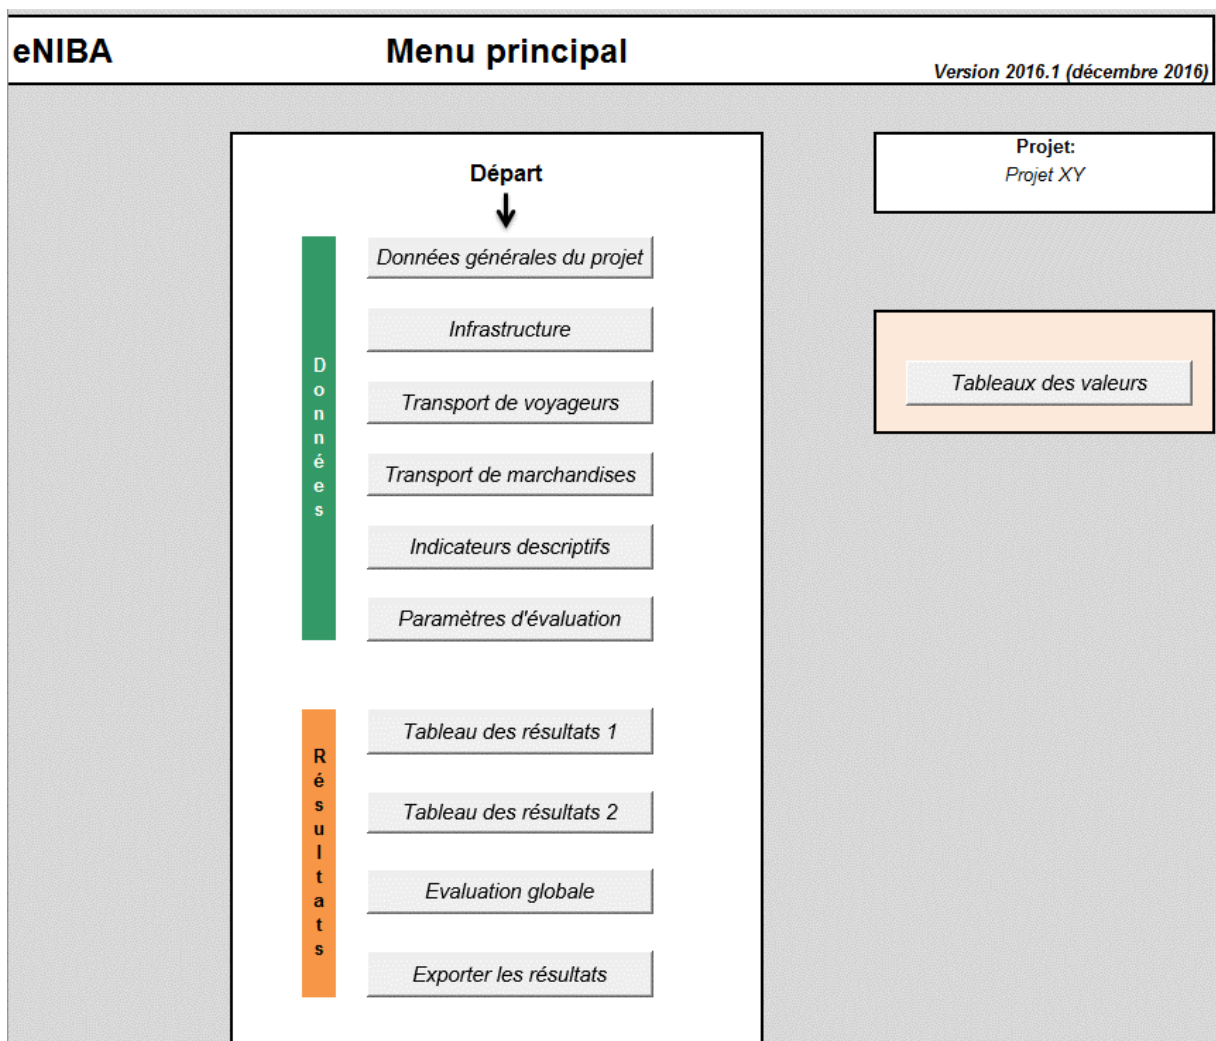 eNIBA
Menu principal
Version 2016.1 (décembre 2016)
Projet:
Projet XY
Départ
Données
Données générales du projet
Infrastructure
Transport de voyageurs
Transport de marchandises
Indicateurs descriptifs
Paramètres d'évaluation
Tableaux des valeurs
Résultats
Tableau des résultats 1
Tableau des résultats 2
Evaluation globale
Exporter les résultats